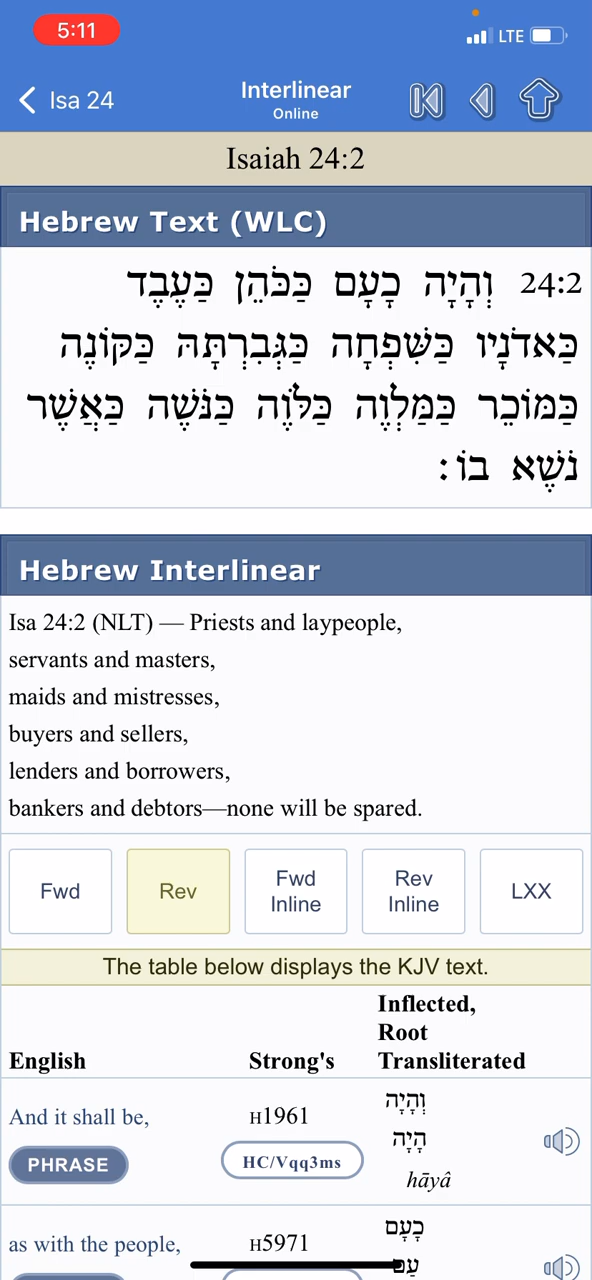 5:11
LTE
Isa 24
Interlinear
Online
Isaiah 24:2
Hebrew Text (WLC)
24:2 וְהָיָה כָעָם כַּכֹּהֵן כַּעֶבֶד
כַּאדֹנָיו כַּשִּׁפְחָה כַּגְּבִרְתָּהּ כַּקּוֹנֶה
כַּמּוֹכֵר כַּמַּלְוֶה כַּלֹּוֶה כַּנֹּשֶׁה כַּאֲשֶׁר
נֹשֶׁא בוֹ׃
Hebrew Interlinear
Isa 24:2 (NLT) — Priests and laypeople,
servants and masters,
maids and mistresses,
buyers and sellers,
lenders and borrowers,
bankers and debtors—none will be spared.
Fwd
Rev
Fwd
Inline
Rev
Inline
LXX
The table below displays the KJV text.
English
Strong's
Inflected,
Root
Transliterated
And it shall be,
PHRASE
H1961
HC/Vqq3ms
וְהָיָה
הָיָה
hāyâ
as with the people,
H5971
כָעָם
עַם